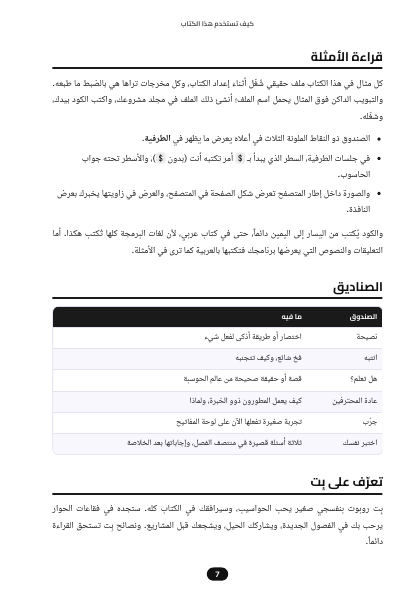 كيف تستخدم هذا الكتاب
قراءة الأمثلة
كل مثال في هذا الكتاب ملف حقيقي شُغّل أثناء إعداد الكتاب، وكل مخرجات تراها هي بالضبط ما طبعه.
والتبويب الداكن فوق المثال يحمل اسم الملف؛ أنشئ ذلك الملف في مجلد مشروعك، واكتب الكود بيدك،
وشغّله.
• الصندوق ذو النقاط الملونة الثلاث في أعلاه يعرض ما يظهر في الطرفية.
• في جلسات الطرفية، السطر الذي يبدأ بـ $ أمر تكتبه أنت (بدون $)، والأسطر تحته جواب
الحاسوب.
• والصورة داخل إطار المتصفح تعرض شكل الصفحة في المتصفح، والعرض في زاويتها يخبرك بعرض
النافذة.
والكود يُكتب من اليسار إلى اليمين دائماً، حتى في كتاب عربي، لأن لغات البرمجة كلها تُكتب هكذا. أما
التعليقات والنصوص التي يعرضها برنامجك فتكتبها بالعربية كما ترى في الأمثلة.
الصناديق
الصندوق ما فيه
نصيحة اختصار أو طريقة أذكى لفعل شيء
انتبه فخ شائع، وكيف تتجنبه
هل تعلم؟ قصة أو حقيقة صحيحة من عالم الحوسبة
عادة المحترفين كيف يعمل المطورون ذوو الخبرة، ولماذا
جرّب تجربة صغيرة تفعلها الآن على لوحة المفاتيح
اختبر نفسك ثلاثة أسئلة قصيرة في منتصف الفصل، وإجاباتها بعد الخلاصة
تعرّف على بِت
بِت روبوت بنفسجي صغير يحب الحواسيب، وسيرافقك في الكتاب كله. ستجده في فقاعات الحوار
يرحب بك في الفصول الجديدة، ويشاركك الحيل، ويشجعك قبل المشاريع. ونصائح بِت تستحق القراءة
دائماً.
7